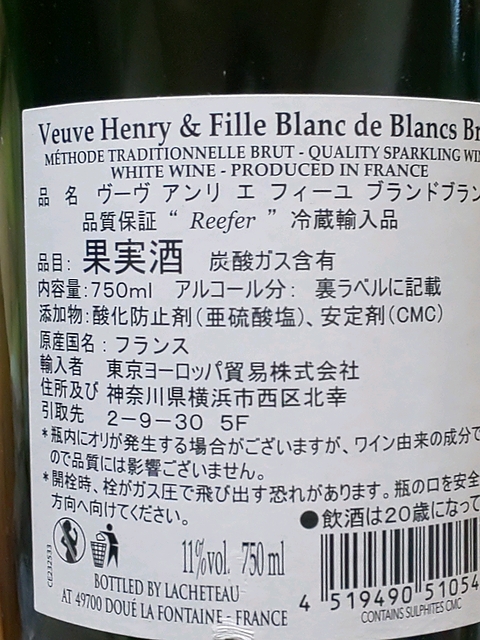 Veuve Henry & Fille Blanc de Blancs Br
MÉTHODE TRADITIONNELLE BRUT - QUALITY SPARKLING WIN
WHITE WINE - PRODUCED IN FRANCE
品 名 ヴーヴ アンリ エ フィーユ ブランドブラン
品質保証 “ Reefer ” 冷蔵輸入品
品目: 果実酒 炭酸ガス含有
内容量:750ml アルコール分: 裏ラベルに記載
添加物:酸化防止剤(亜硫酸塩)、安定剤(CMC)
原産国名:フランス
輸入者 東京ヨーロッパ貿易株式会社
住所及び 神奈川県横浜市西区北幸
引取先 2-9-30 5F
*瓶内にオリが発生する場合がございますが、ワイン由来の成分で
ので品質には影響ございません。
*開栓時、栓がガス圧で飛び出す恐れがあります。瓶の口を安全
方向へ向けてください。
●飲酒は20歳になって
CE232533
11%vol. 750 ml
BOTTLED BY LACHETEAU
AT 49700 DOUÉ LA FONTAINE - FRANCE
4 519490 51054
CONTAINS SULPHITES CMC